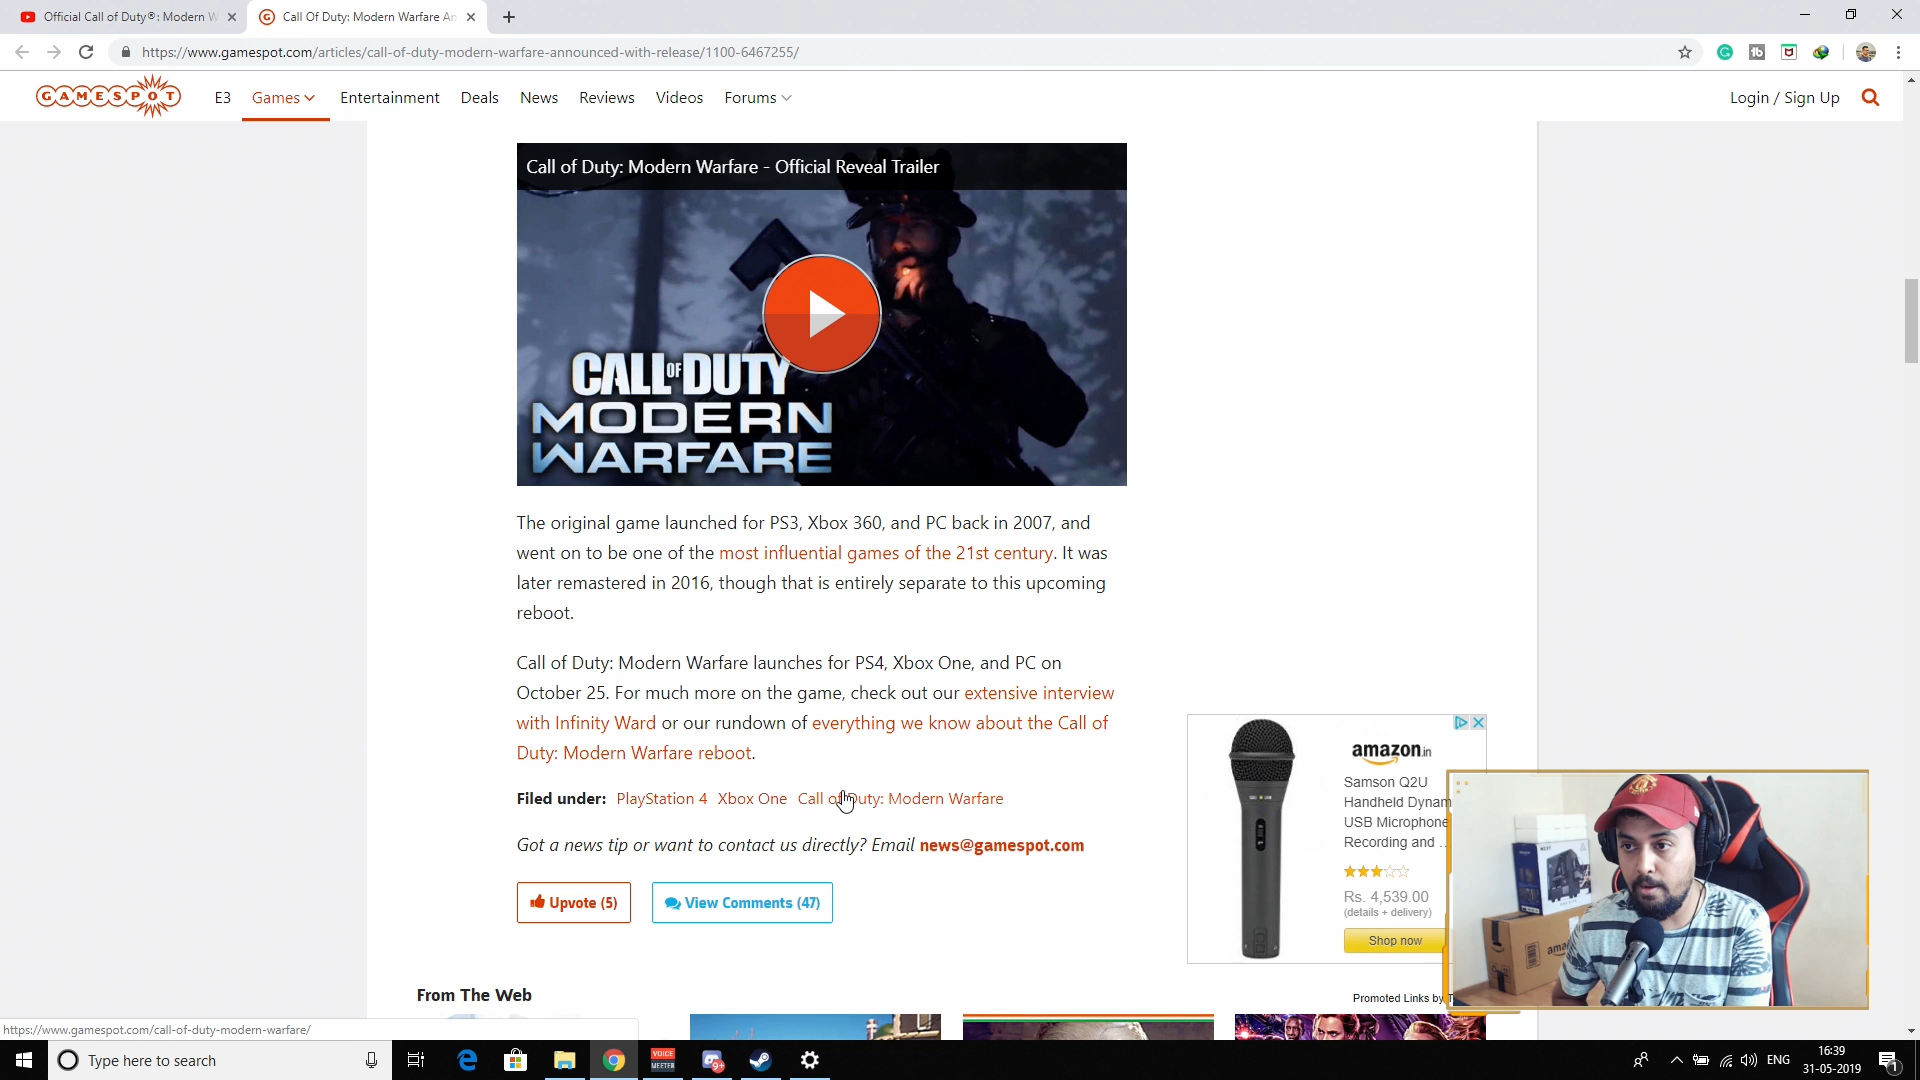 Official Call of Duty®: Modern W
Call Of Duty: Modern Warfare An
https://www.gamespot.com/articles/call-of-duty-modern-warfare-announced-with-release/1100-6467255/
GAMESPOT
E3 Games Entertainment Deals News Reviews Videos Forums
Login / Sign Up
Call of Duty: Modern Warfare - Official Reveal Trailer
CALL OF DUTY
MODERN
WARFARE
The original game launched for PS3, Xbox 360, and PC back in 2007, and
went on to be one of the most influential games of the 21st century. It was
later remastered in 2016, though that is entirely separate to this upcoming
reboot.
Call of Duty: Modern Warfare launches for PS4, Xbox One, and PC on
October 25. For much more on the game, check out our extensive interview
with Infinity Ward or our rundown of everything we know about the Call of
Duty: Modern Warfare reboot.
Filed under: PlayStation 4 Xbox One Call of Duty: Modern Warfare
Got a news tip or want to contact us directly? Email news@gamespot.com
Upvote (5)
View Comments (47)
amazon.in
Samson Q2U
Handheld Dynam
USB Microphone
Recording and ..
Rs. 4,539.00
(details + delivery)
Shop now
From The Web
Promoted Links by T
https://www.gamespot.com/call-of-duty-modern-warfare/
Type here to search
VOICE
MEETER
9+
ENG
16:39
31-05-2019
1